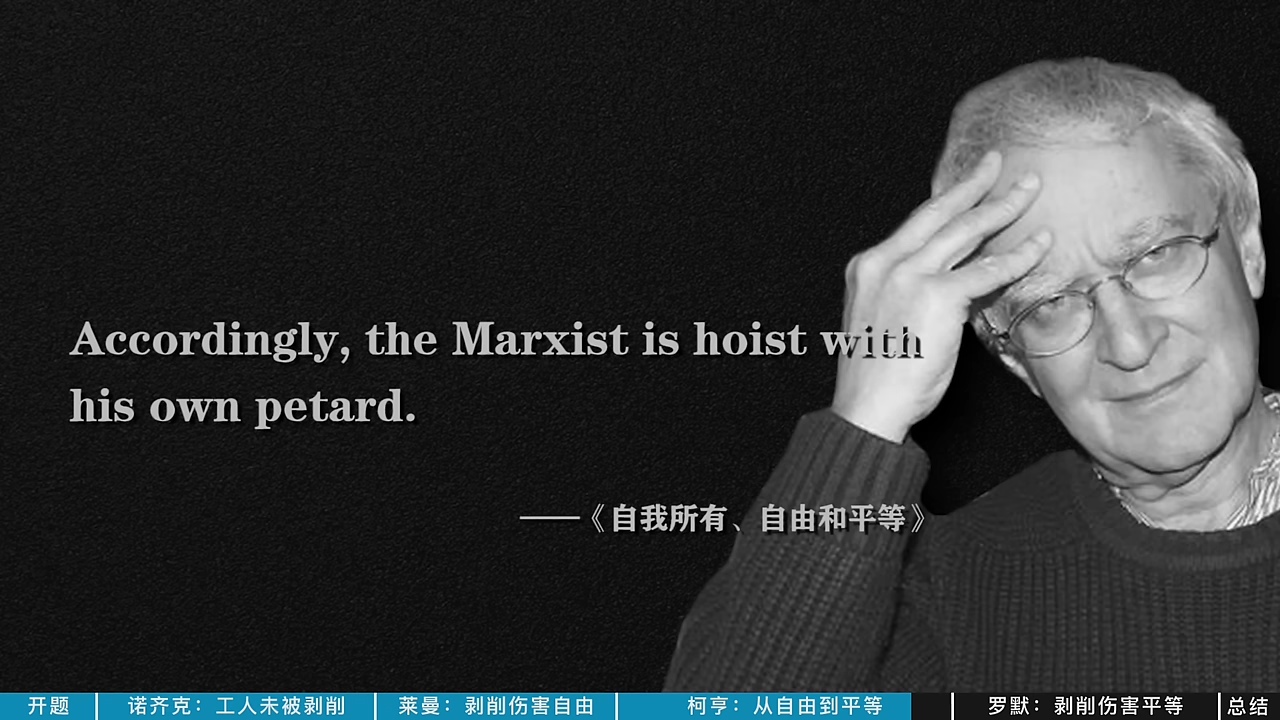 Accordingly, the Marxist is hoist with
his own petard.
——《自我所有、自由和平等》
开题 诺齐克：工人未被剥削 莱曼：剥削伤害自由 柯亨：从自由到平等 罗默：剥削伤害平等 总结